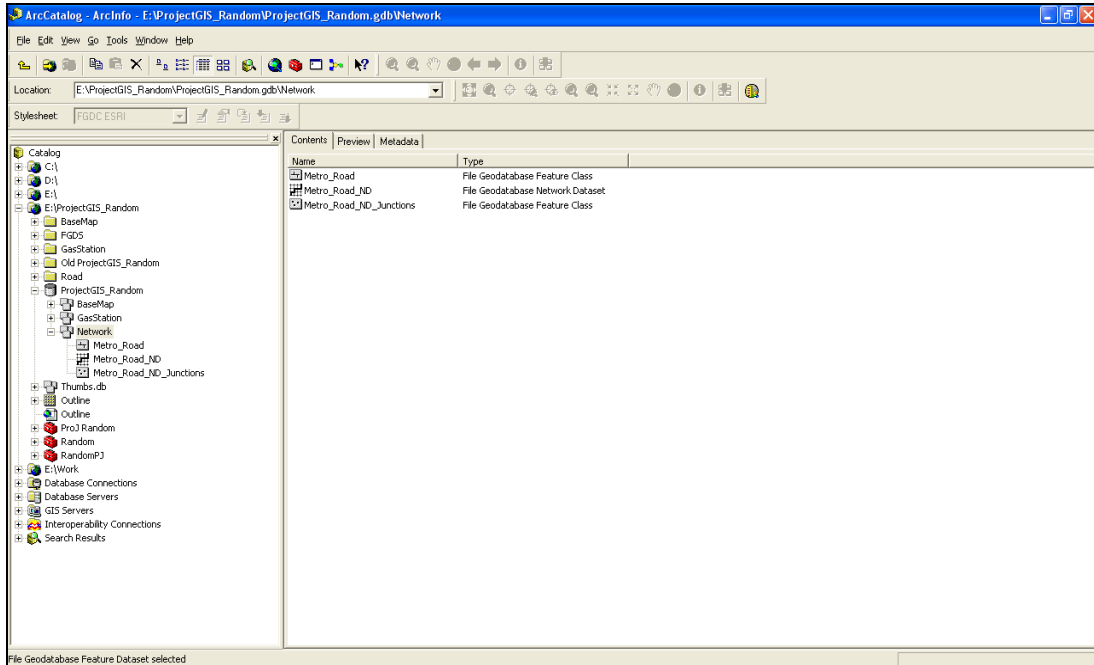 ArcCatalog - ArcInfo - E:\ProjectGIS_Random\ProjectGIS_Random.gdb\Network
File Edit View Go Tools Window Help
Location: E:\ProjectGIS_Random\ProjectGIS_Random.gdb\Network
Stylesheet: FGDC ESRI
Contents Preview Metadata
Name Type
Metro_Road File Geodatabase Feature Class
Metro_Road_ND File Geodatabase Network Dataset
Metro_Road_ND_Junctions File Geodatabase Feature Class
Catalog
C:\
D:\
E:\
E:\ProjectGIS_Random
BaseMap
FGDS
GasStation
Old ProjectGIS_Random
Road
ProjectGIS_Random
BaseMap
GasStation
Network
Metro_Road
Metro_Road_ND
Metro_Road_ND_Junctions
Thumbs.db
Outline
Outline
ProJ Random
Random
RandomPJ
E:\Work
Database Connections
Database Servers
GIS Servers
Interoperability Connections
Search Results
File Geodatabase Feature Dataset selected